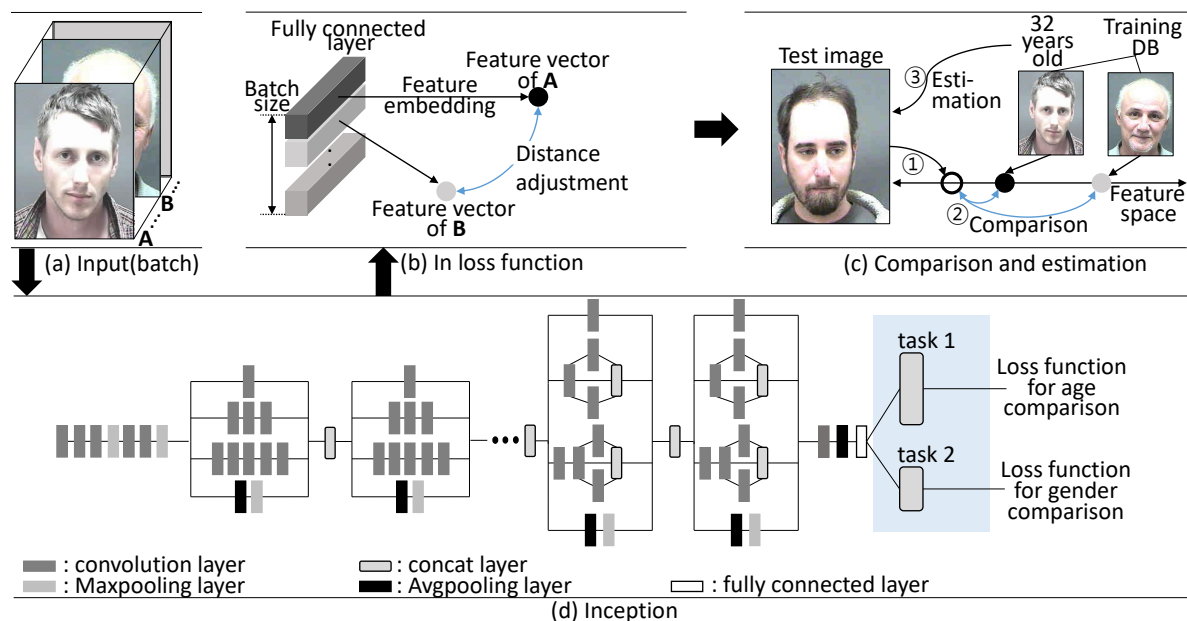 A
B
(a) Input(batch)
Fully connected
layer
Batch
size
Feature
embedding
Feature vector
of A
Distance
adjustment
Feature vector
of B
(b) In loss function
Test image
③
Esti-
mation
32
years
old
Training
DB
①
②
Comparison
Feature
space
(c) Comparison and estimation
task 1
Loss function
for age
comparison
task 2
Loss function
for gender
comparison
: convolution layer
: concat layer
: Maxpooling layer
: Avgpooling layer
: fully connected layer
(d) Inception